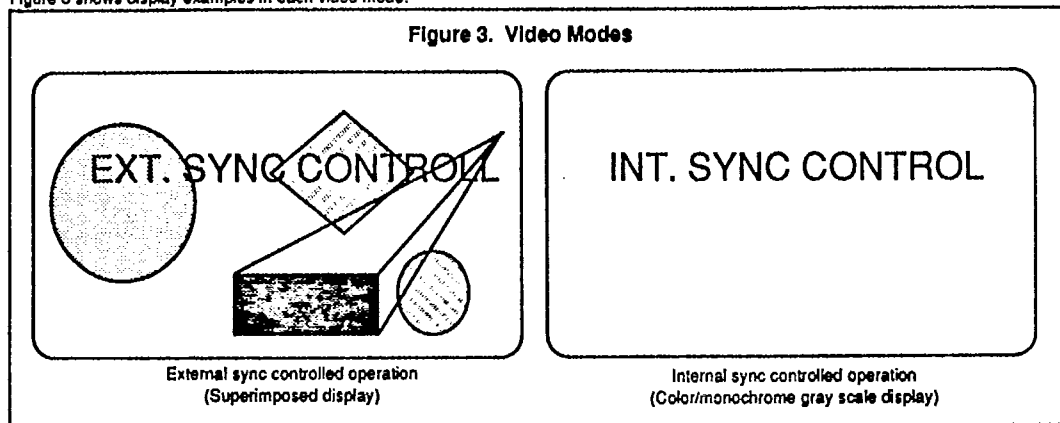 Figure 3 shows display examples in each video mode.
Figure 3. Video Modes
EXT. SYNC CONTROLL
INT. SYNC CONTROL
External sync controlled operation
(Superimposed display)
Internal sync controlled operation
(Color/monochrome gray scale display)